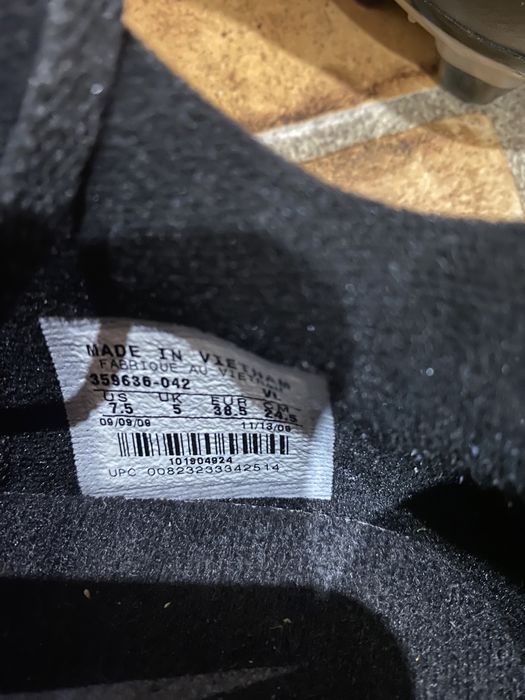 MADE IN VIETNAM
FABRIQUE AU VIETNAM
359636-042 VL
US UK EUR CM
7.5 5 38.5 24.5
09/09/09 11/13/09
101904924
UPC 00823233342514